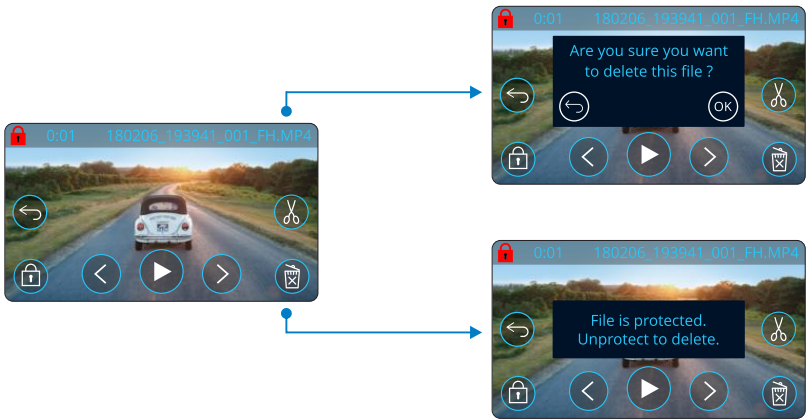 0:01 180206_193941_001_FH.MP4
Are you sure you want
to delete this file ?
OK
0:01 180206_193941_001_FH.MP4
0:01 180206_193941_001_FH.MP4
File is protected.
Unprotect to delete.